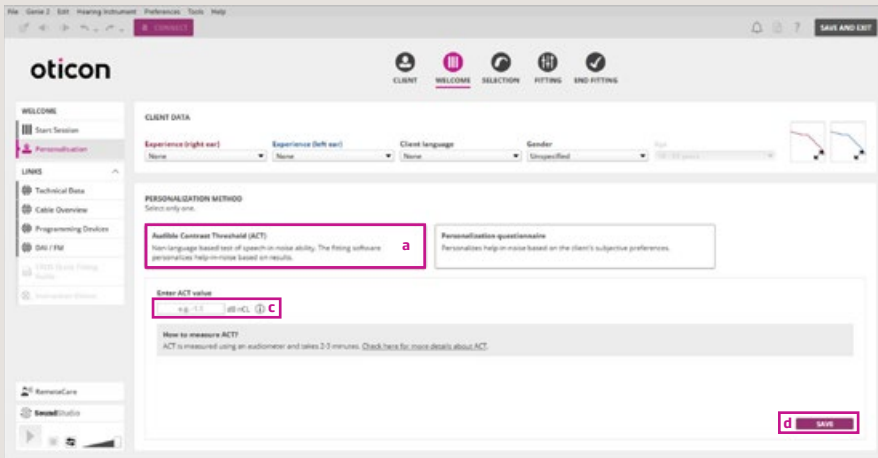 File Genie 2 Edit Hearing Instrument Preferences Tools Help
CONNECT
? SAVE AND EXIT
oticon
CLIENT WELCOME SELECTION FITTING END FITTING
WELCOME
Start Session
Personalisation
LINKS
Technical Data
Cable Overview
Programming Devices
DAI / FM
RemoteCare
SoundStudio
CLIENT DATA
Experience (right ear) Experience (left ear) Client language Gender Age
None None None Unspecified
PERSONALIZATION METHOD
Select only one.
Audible Contrast Threshold (ACT)
Non-language based test of speech in noise ability. The fitting software
personalizes help-in-noise based on results.
a
Personalization questionnaire
Personalizes help in noise based on the client's subjective preferences.
Enter ACT value
dB nCL i c
How to measure ACT?
ACT is measured using an audiometer and takes 2-3 minutes. Check here for more details about ACT.
d SAVE